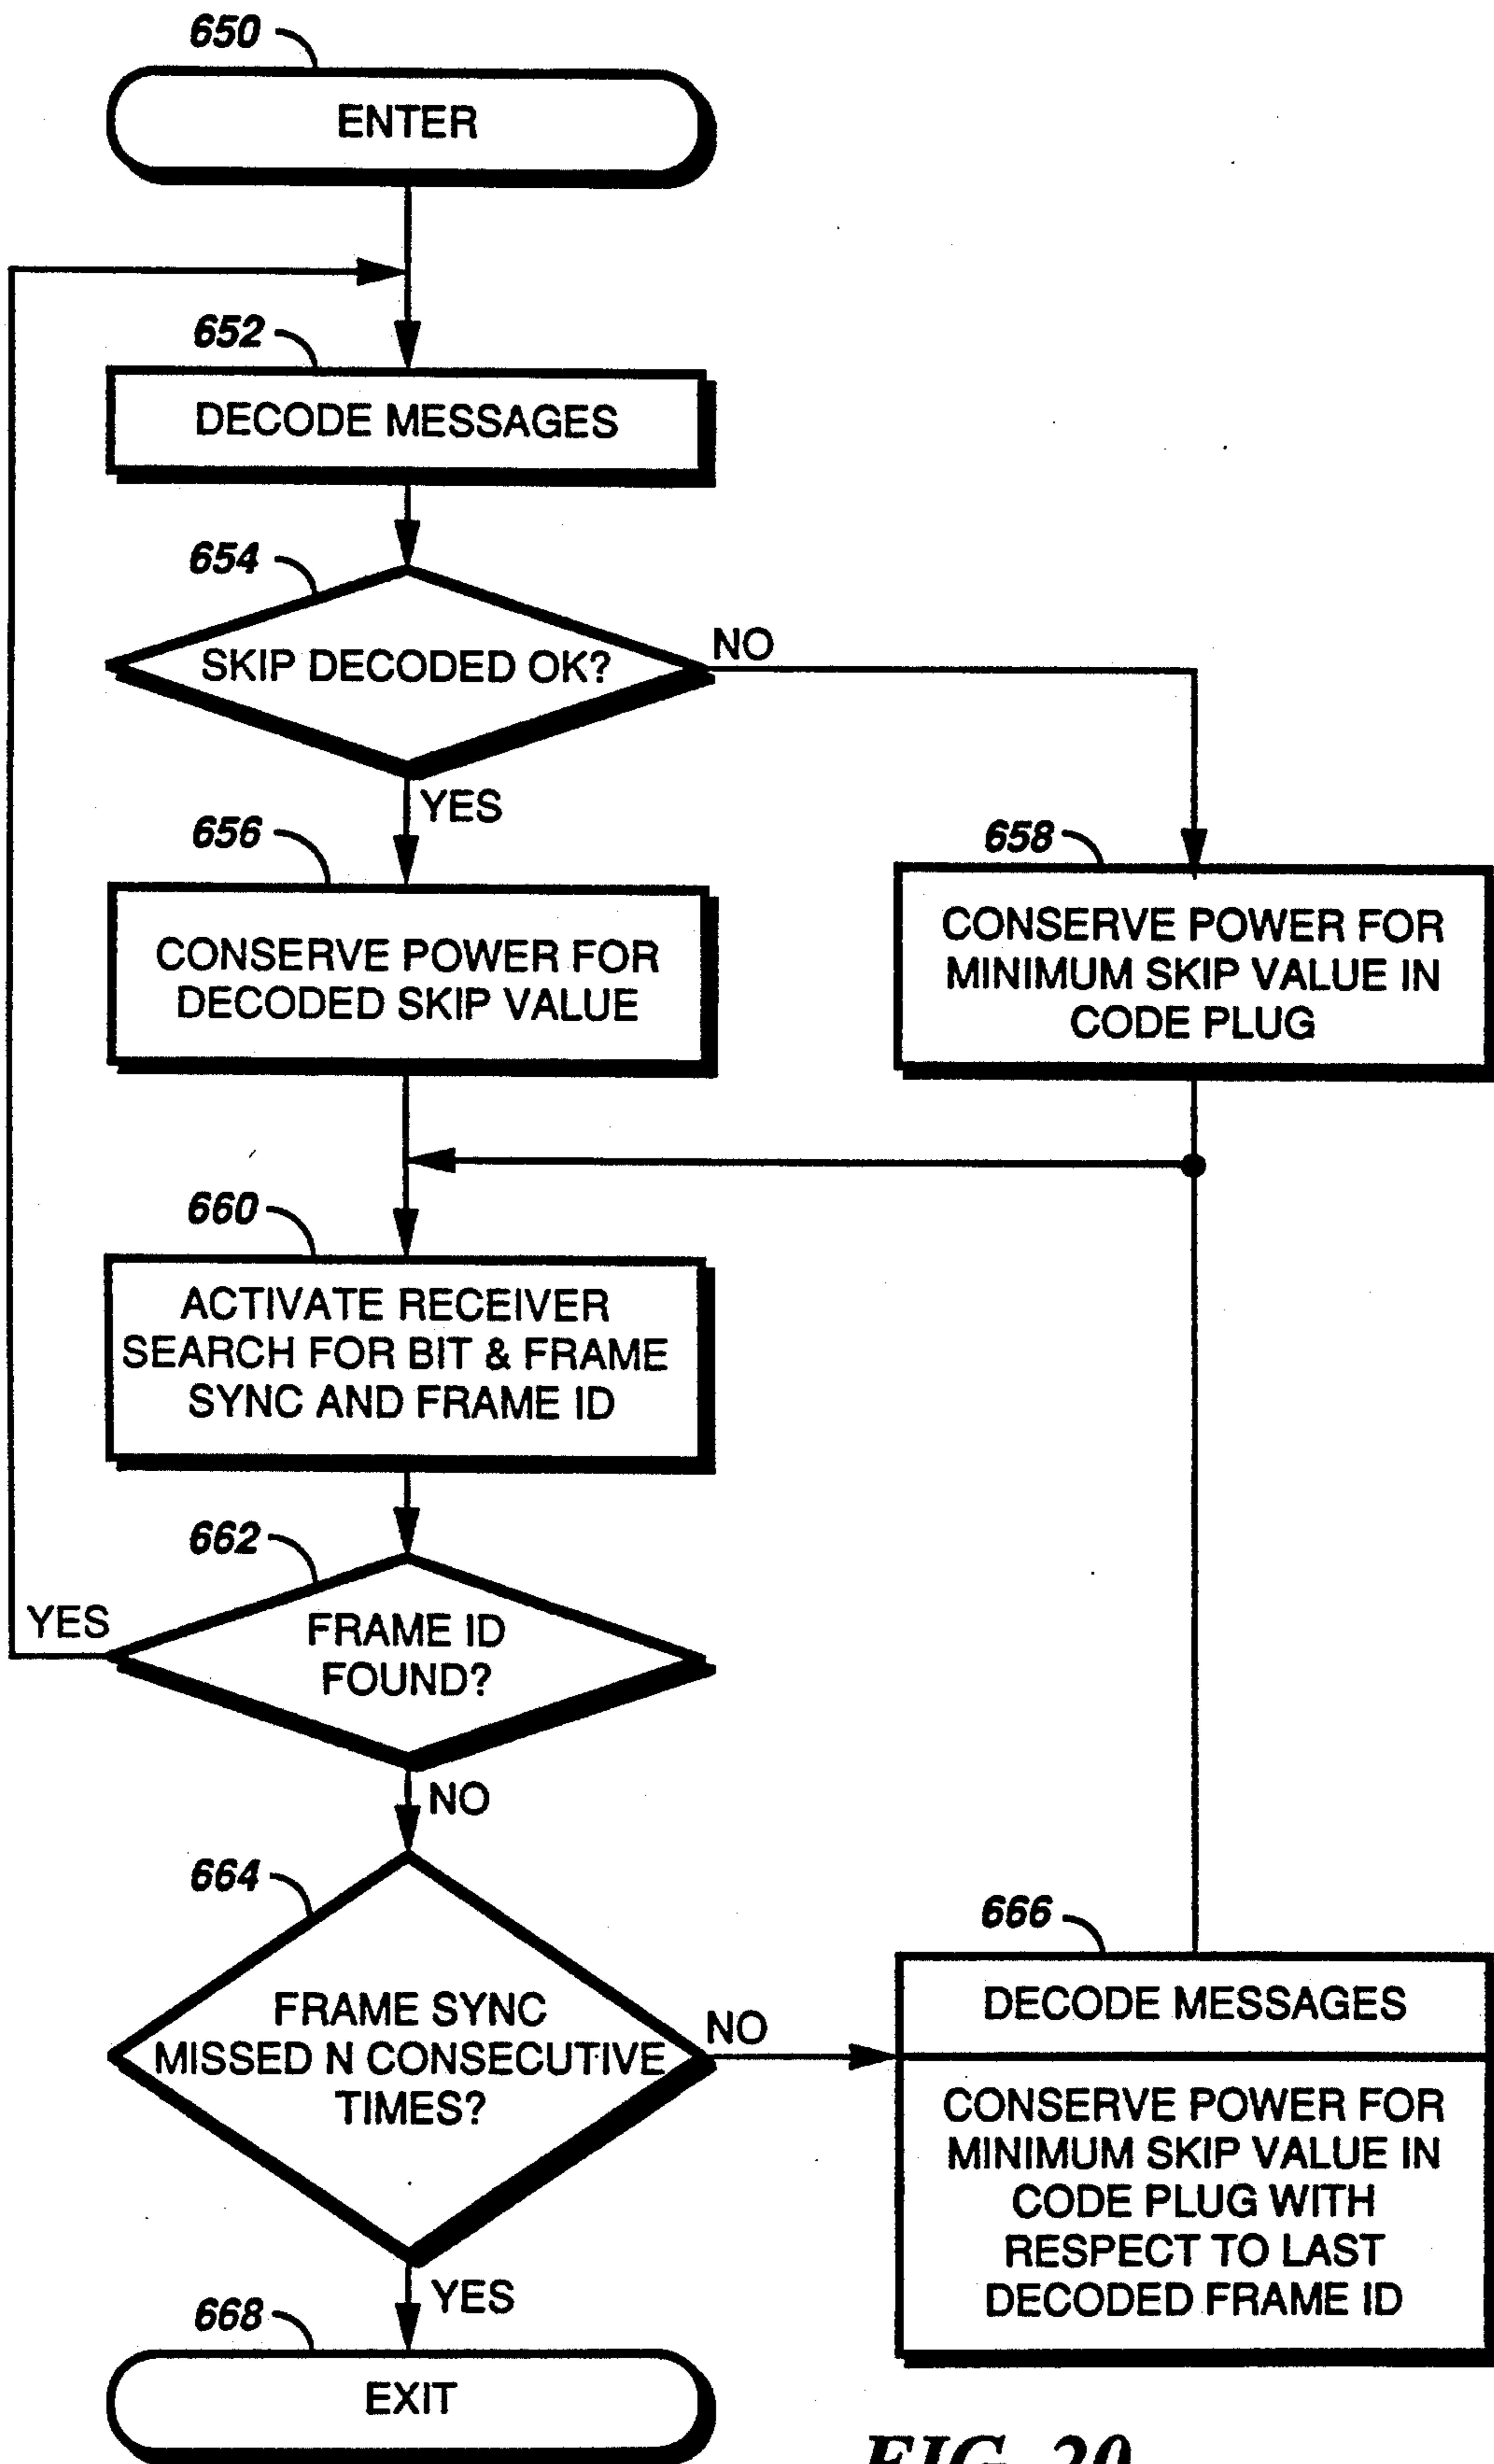 650
ENTER
652
DECODE MESSAGES
654
SKIP DECODED OK?
NO
YES
656
CONSERVE POWER FOR
DECODED SKIP VALUE
658
CONSERVE POWER FOR
MINIMUM SKIP VALUE IN
CODE PLUG
660
ACTIVATE RECEIVER
SEARCH FOR BIT & FRAME
SYNC AND FRAME ID
662
YES
FRAME ID
FOUND?
NO
664
FRAME SYNC
MISSED N CONSECUTIVE
TIMES?
NO
666
DECODE MESSAGES
CONSERVE POWER FOR
MINIMUM SKIP VALUE IN
CODE PLUG WITH
RESPECT TO LAST
DECODED FRAME ID
YES
668
EXIT
FIG. 20